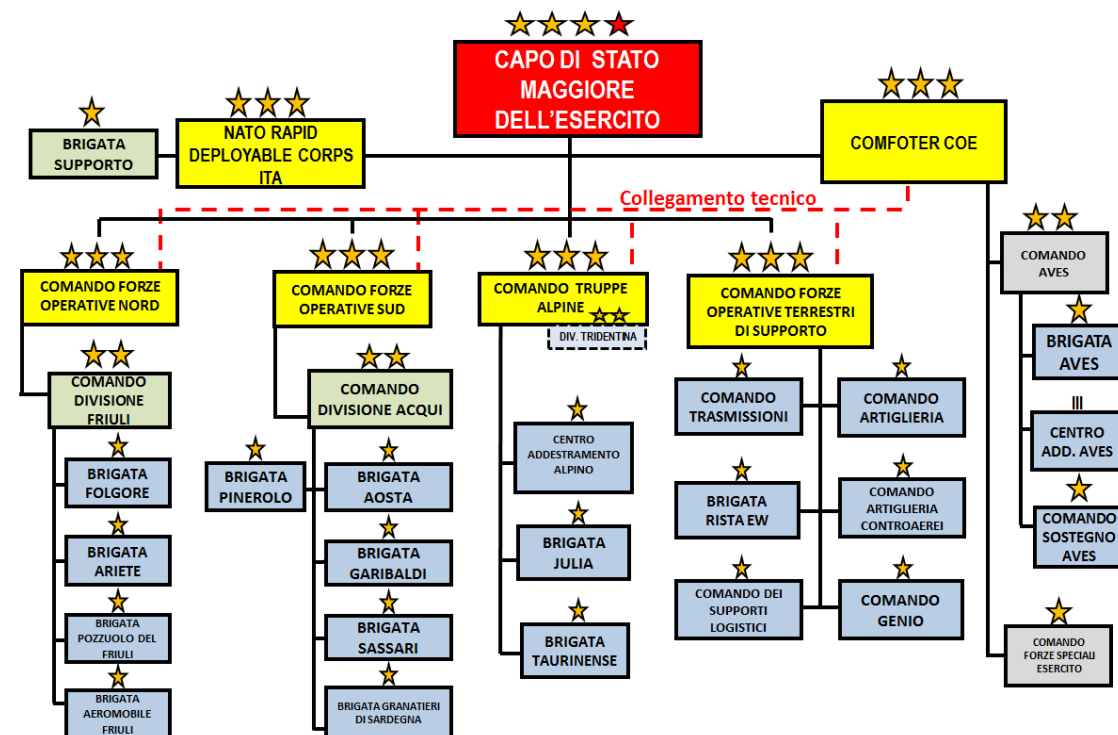 CAPO DI STATO
MAGGIORE
DELL'ESERCITO
BRIGATA
SUPPORTO
NATO RAPID
DEPLOYABLE CORPS
ITA
COMFOTER COE
Collegamento tecnico
COMANDO FORZE
OPERATIVE NORD
COMANDO FORZE
OPERATIVE SUD
COMANDO TRUPPE
ALPINE
DIV. TRIDENTINA
COMANDO FORZE
OPERATIVE TERRESTRI
DI SUPPORTO
COMANDO
AVES
COMANDO
DIVISIONE
FRIULI
BRIGATA
FOLGORE
BRIGATA
ARIETE
BRIGATA
POZZUOLO DEL
FRIULI
BRIGATA
AEROMOBILE
FRIULI
COMANDO
DIVISIONE ACQUI
BRIGATA
PINEROLO
BRIGATA
AOSTA
BRIGATA
GARIBALDI
BRIGATA
SASSARI
BRIGATA GRANATIERI
DI SARDEGNA
CENTRO
ADDESTRAMENTO
ALPINO
BRIGATA
JULIA
BRIGATA
TAURINENSE
COMANDO
TRASMISSIONI
COMANDO
ARTIGLIERIA
BRIGATA
RISTA EW
COMANDO
ARTIGLIERIA
CONTROAEREI
COMANDO DEI
SUPPORTI
LOGISTICI
COMANDO
GENIO
BRIGATA
AVES
III
CENTRO
ADD. AVES
COMANDO
SOSTEGNO
AVES
COMANDO
FORZE SPECIALI
ESERCITO